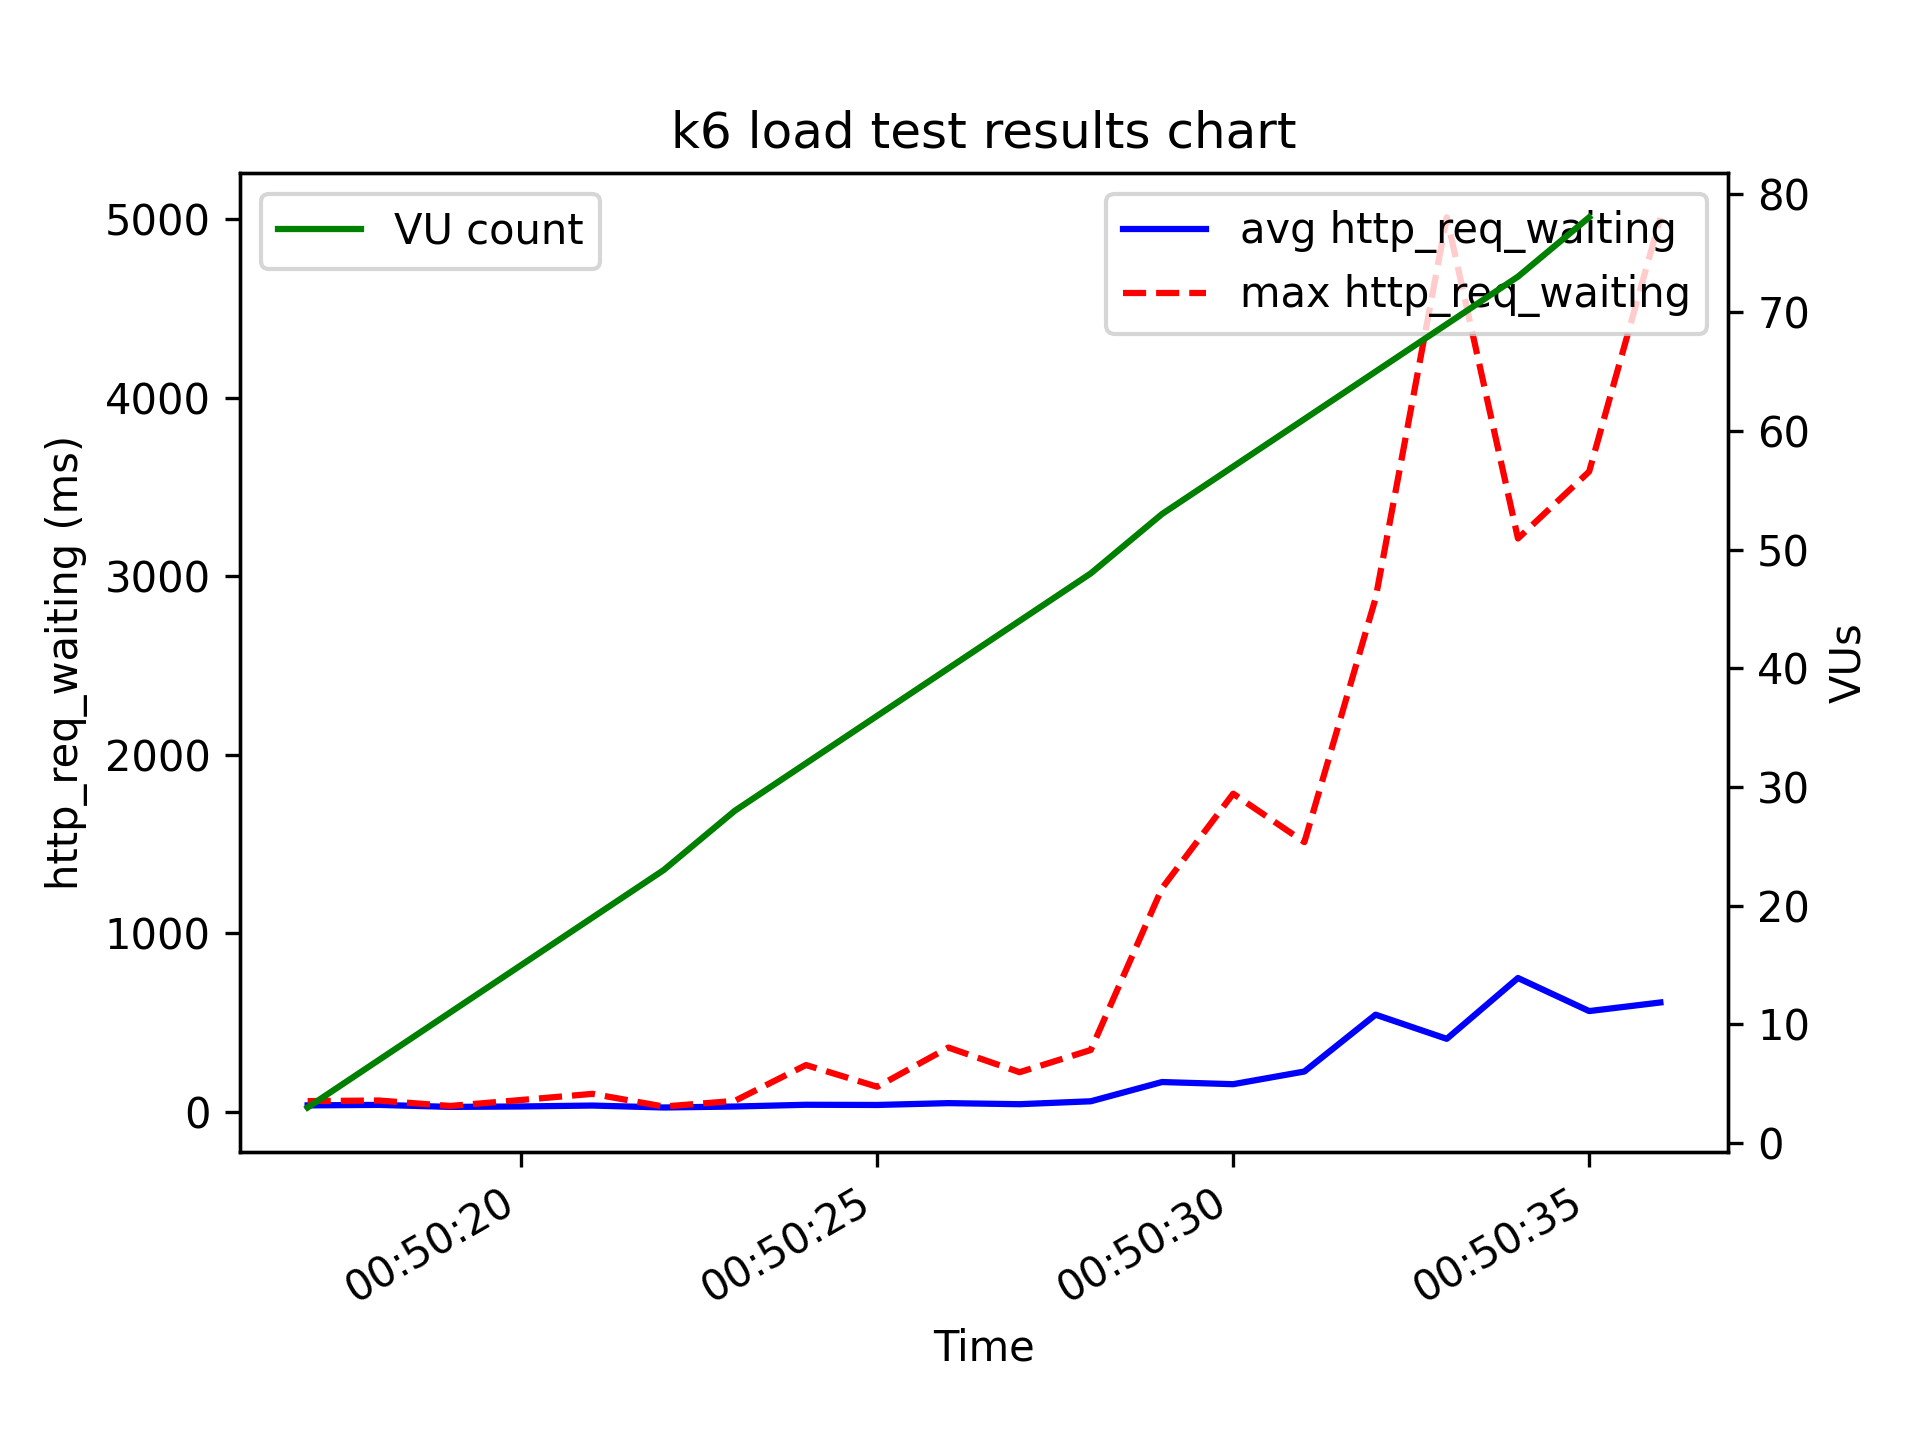 k6 load test results chart
VU count
avg http_req_waiting
max http_req_waiting
5000
4000
3000
2000
1000
0
http_req_waiting (ms)
80
70
60
50
40
30
20
10
0
VUs
00:50:20
00:50:25
00:50:30
00:50:35
Time